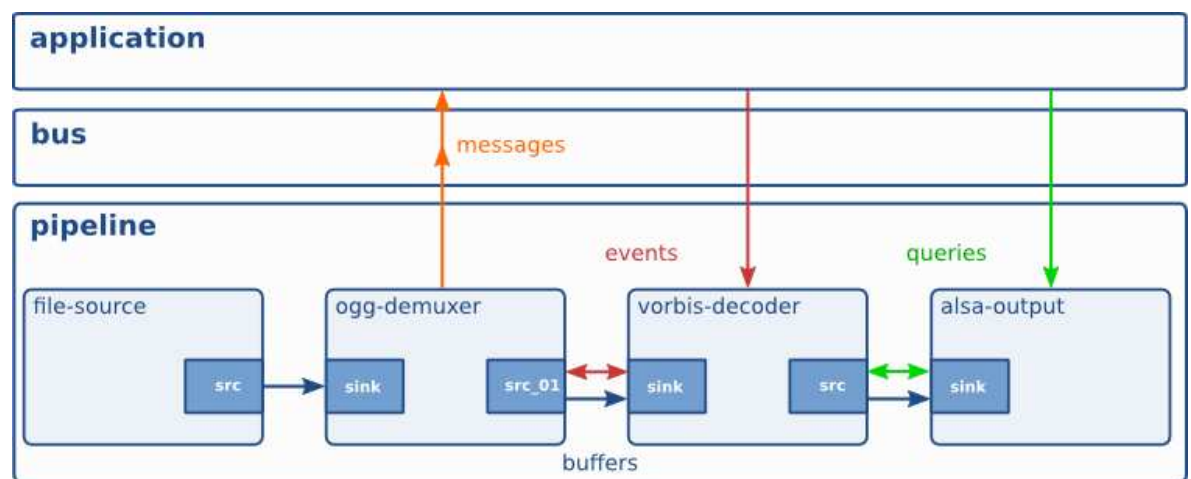 application
bus
messages
pipeline
events
queries
file-source
ogg-demuxer
vorbis-decoder
alsa-output
src
sink
src_01
sink
src
sink
buffers